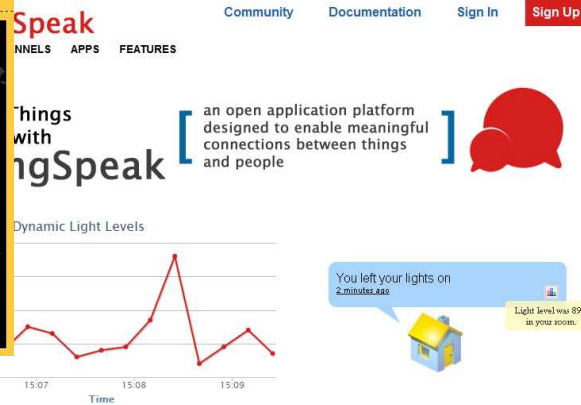 Speak
Community Documentation Sign In Sign Up
NNELS APPS FEATURES
Things
with
ngSpeak
[ an open application platform
designed to enable meaningful
connections between things
and people ]
Dynamic Light Levels
You left your lights on
2 minutes ago
Light level was 89
in your room.
15:07 15:08 15:09
Time